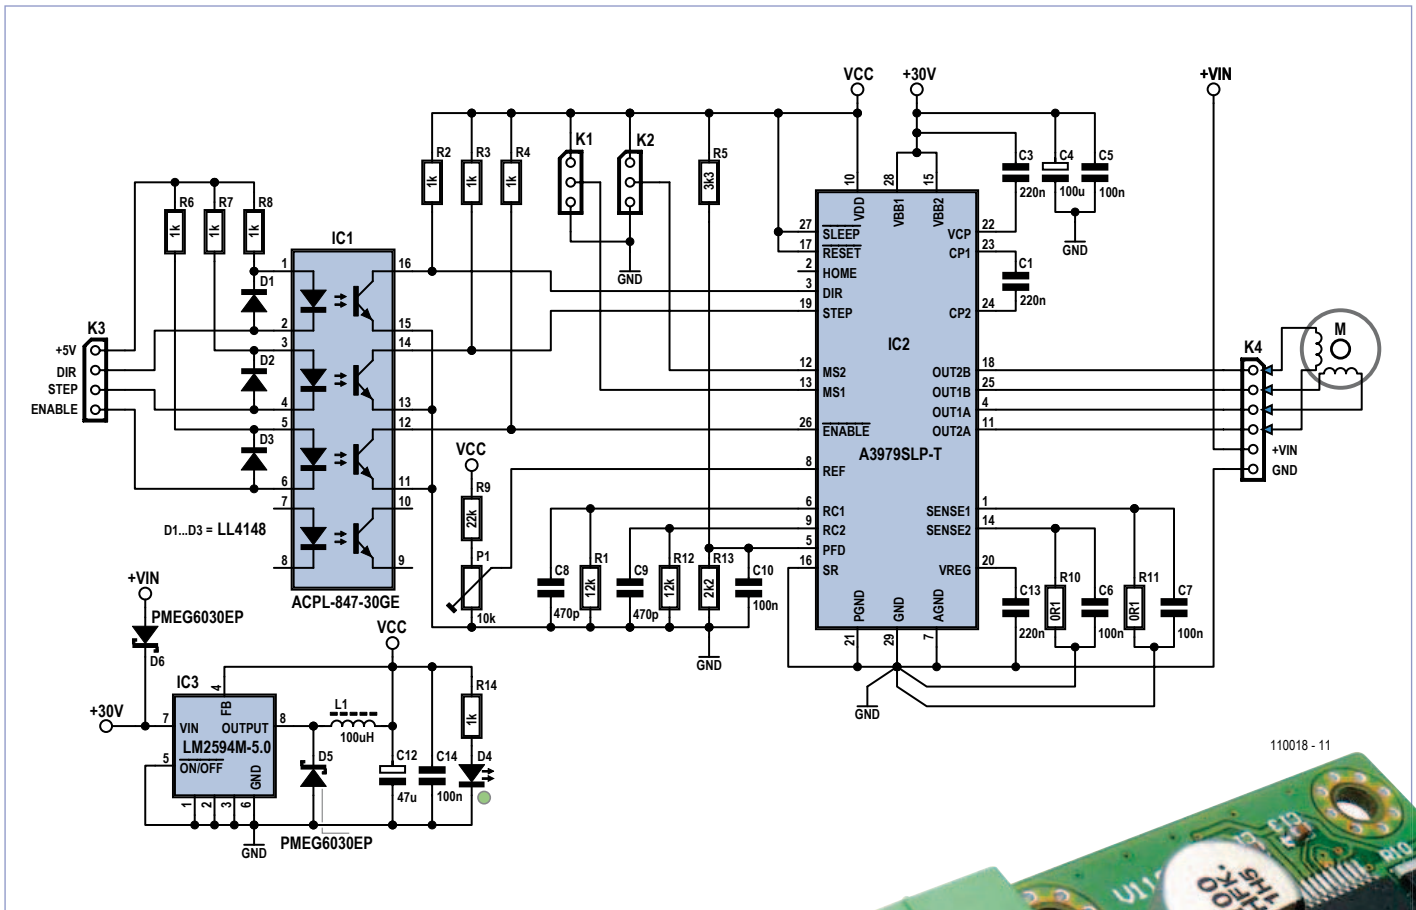 VCC
+30V
+VIN
R2
1k
R3
1k
R4
1k
K1
K2
R5
3k3
C3
220n
C4
100u
C5
100n
GND
R6
1k
R7
1k
R8
1k
IC1
1
16
D1
2
15
3
14
D2
4
13
5
12
D3
6
11
7
10
8
9
ACPL-847-30GE
D1...D3 = LL4148
K3
+5V
DIR
STEP
ENABLE
GND
10
VDD
28
VBB1
15
VBB2
27
SLEEP
17
RESET
2
HOME
3
DIR
19
STEP
12
MS2
13
MS1
26
ENABLE
8
REF
6
RC1
9
RC2
5
PFD
16
SR
IC2
A3979SLP-T
22
VCP
23
CP1
24
CP2
C1
220n
18
OUT2B
25
OUT1B
4
OUT1A
11
OUT2A
1
SENSE1
14
SENSE2
20
VREG
PGND
21
GND
29
AGND
7
K4
M
+VIN
GND
VCC
R9
22k
P1
10k
C8
470p
R1
12k
C9
470p
R12
12k
R13
2k2
C10
100n
GND
C13
220n
R10
0R1
C6
100n
R11
0R1
C7
100n
GND
+VIN
PMEG6030EP
D6
+30V
IC3
4
FB
7
VIN
OUTPUT
8
LM2594M-5.0
5
ON/OFF
GND
1
2
3
6
GND
L1
100uH
D5
PMEG6030EP
VCC
C12
47u
C14
100n
R14
1k
D4
110018 - 11
R10